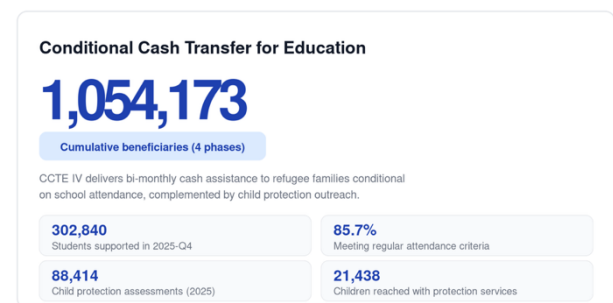 Conditional Cash Transfer for Education
1,054,173
Cumulative beneficiaries (4 phases)
CCTE IV delivers bi-monthly cash assistance to refugee families conditional
on school attendance, complemented by child protection outreach.
302,840
Students supported in 2025-Q4
85.7%
Meeting regular attendance criteria
88,414
Child protection assessments (2025)
21,438
Children reached with protection services